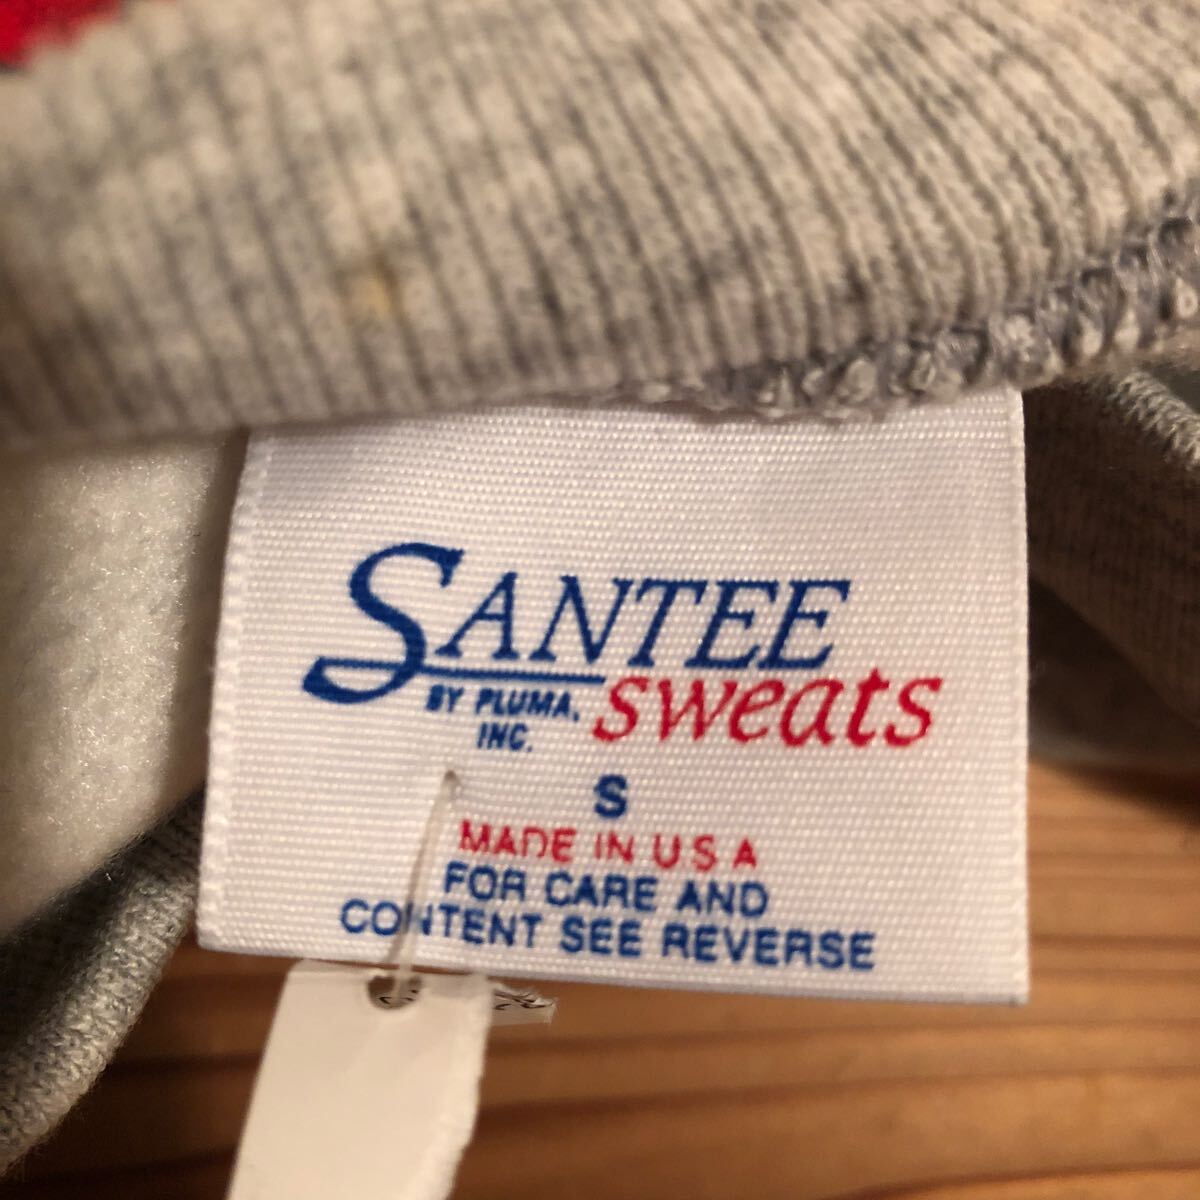 SANTEE
BY PLUMA, sweats
INC.
S
MADE IN U S A
FOR CARE AND
CONTENT SEE REVERSE